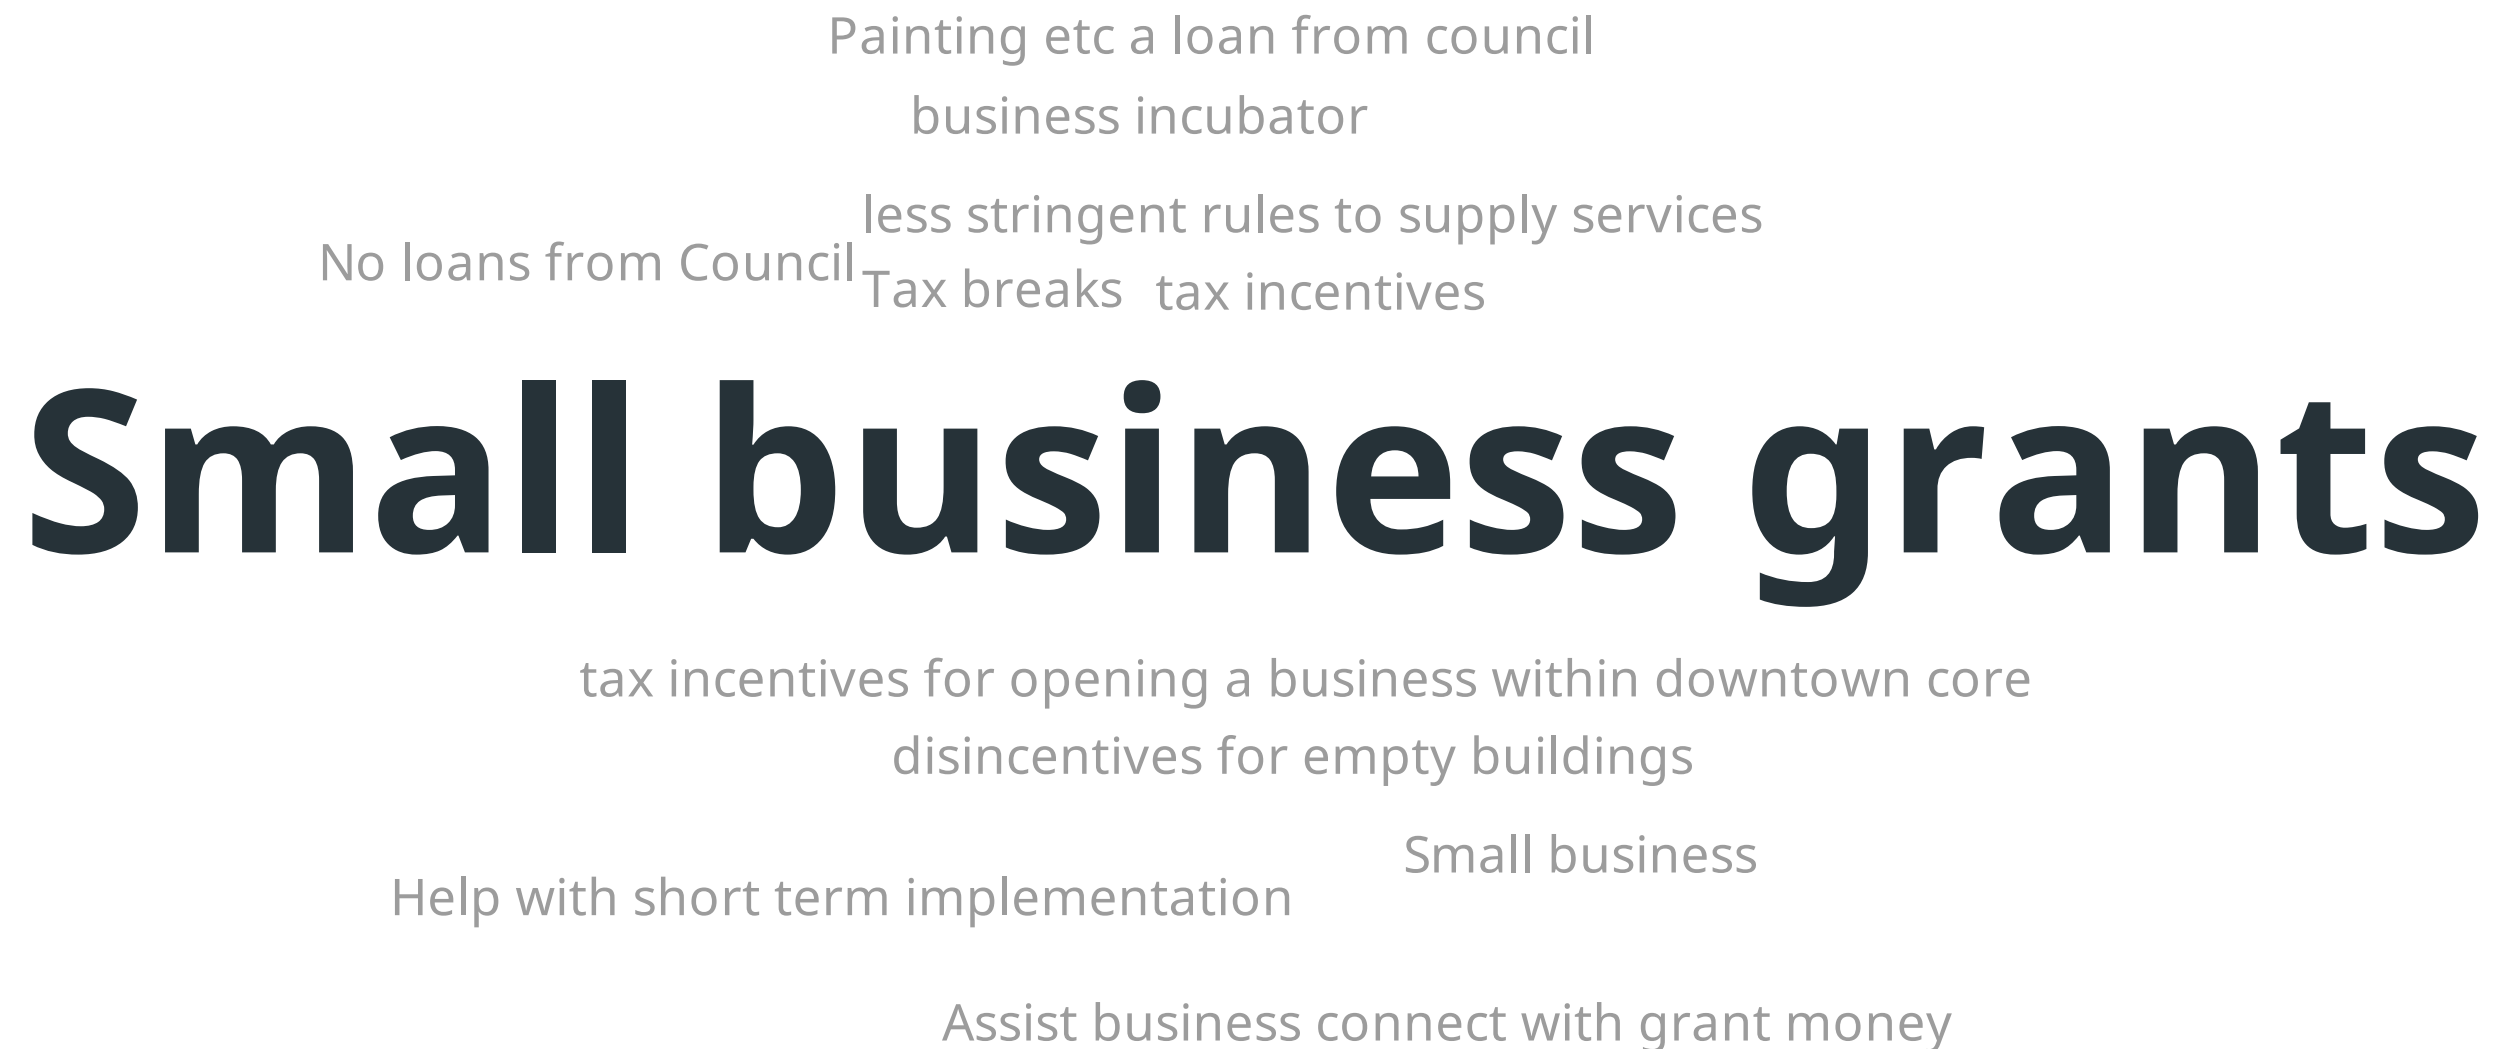 Painting etc a loan from council
business incubator
less stringent rules to supply services
No loans from Council
Tax breaks  tax incentives
Small business grants
tax incentives for opening a  business within downtown core
disincentives for empty buildings
Small business
Help with short term implementation
Assist business connect with grant money